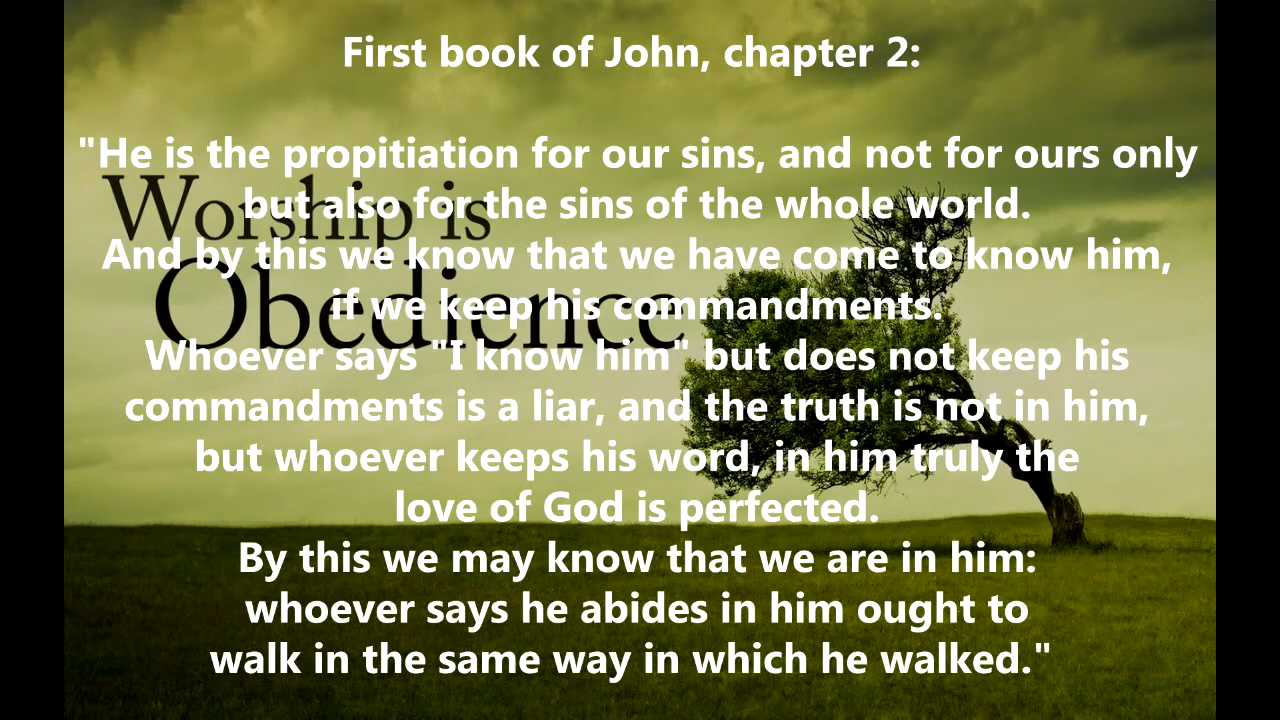 First book of John, chapter 2:
"He is the propitiation for our sins, and not for ours only
but also for the sins of the whole world.
And by this we know that we have come to know him,
if we keep his commandments.
Whoever says "I know him" but does not keep his
commandments is a liar, and the truth is not in him,
but whoever keeps his word, in him truly the
love of God is perfected.
By this we may know that we are in him:
whoever says he abides in him ought to
walk in the same way in which he walked."
Worship is
Obedience